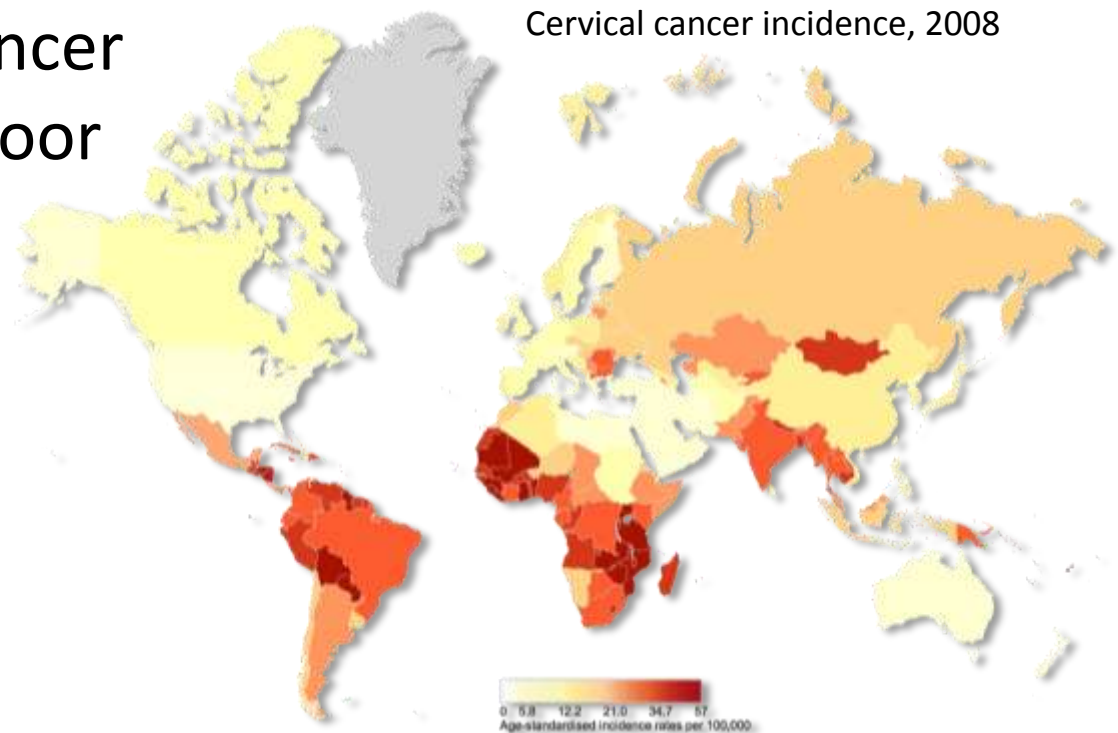 ncer
oor
Cervical cancer incidence, 2008
0 5.8 12.2 21.0 34.7 57
Age-standardised incidence rates per 100,000